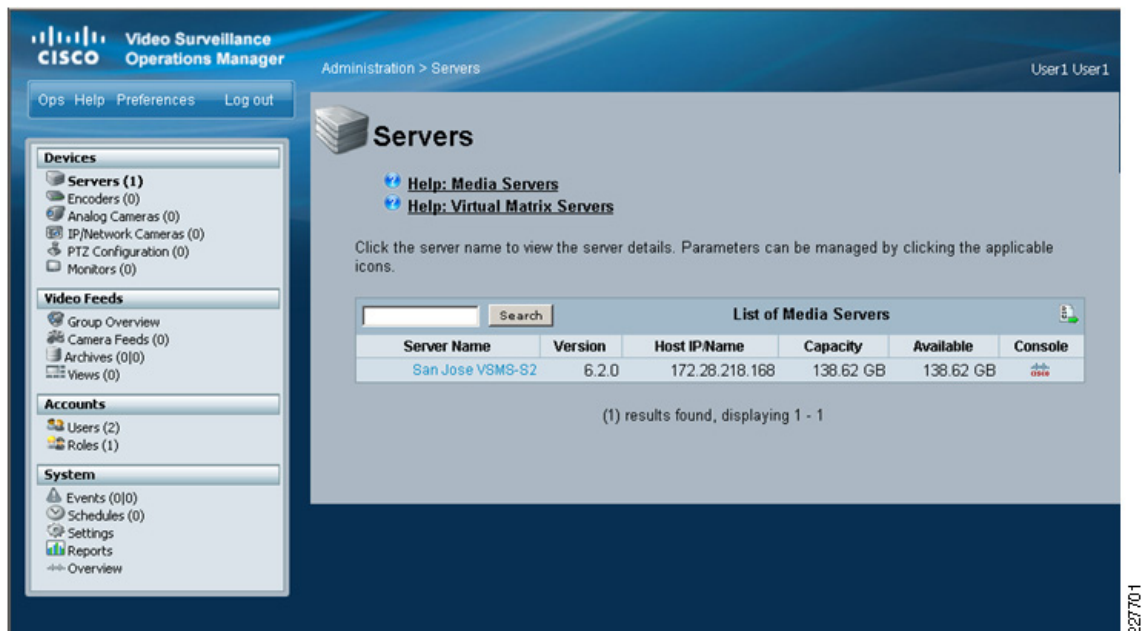 CISCO
Video Surveillance
Operations Manager
Administration > Servers
User1 User1
Ops Help Preferences Log out
Devices
Servers (1)
Encoders (0)
Analog Cameras (0)
IP/Network Cameras (0)
PTZ Configuration (0)
Monitors (0)
Video Feeds
Group Overview
Camera Feeds (0)
Archives (0|0)
Views (0)
Accounts
Users (2)
Roles (1)
System
Events (0|0)
Schedules (0)
Settings
Reports
Overview
Servers
Help: Media Servers
Help: Virtual Matrix Servers
Click the server name to view the server details. Parameters can be managed by clicking the applicable
icons.
Search List of Media Servers
Server Name Version Host IP/Name Capacity Available Console
San Jose VSMS-S2 6.2.0 172.28.218.168 138.62 GB 138.62 GB cisco
(1) results found, displaying 1 - 1
227701